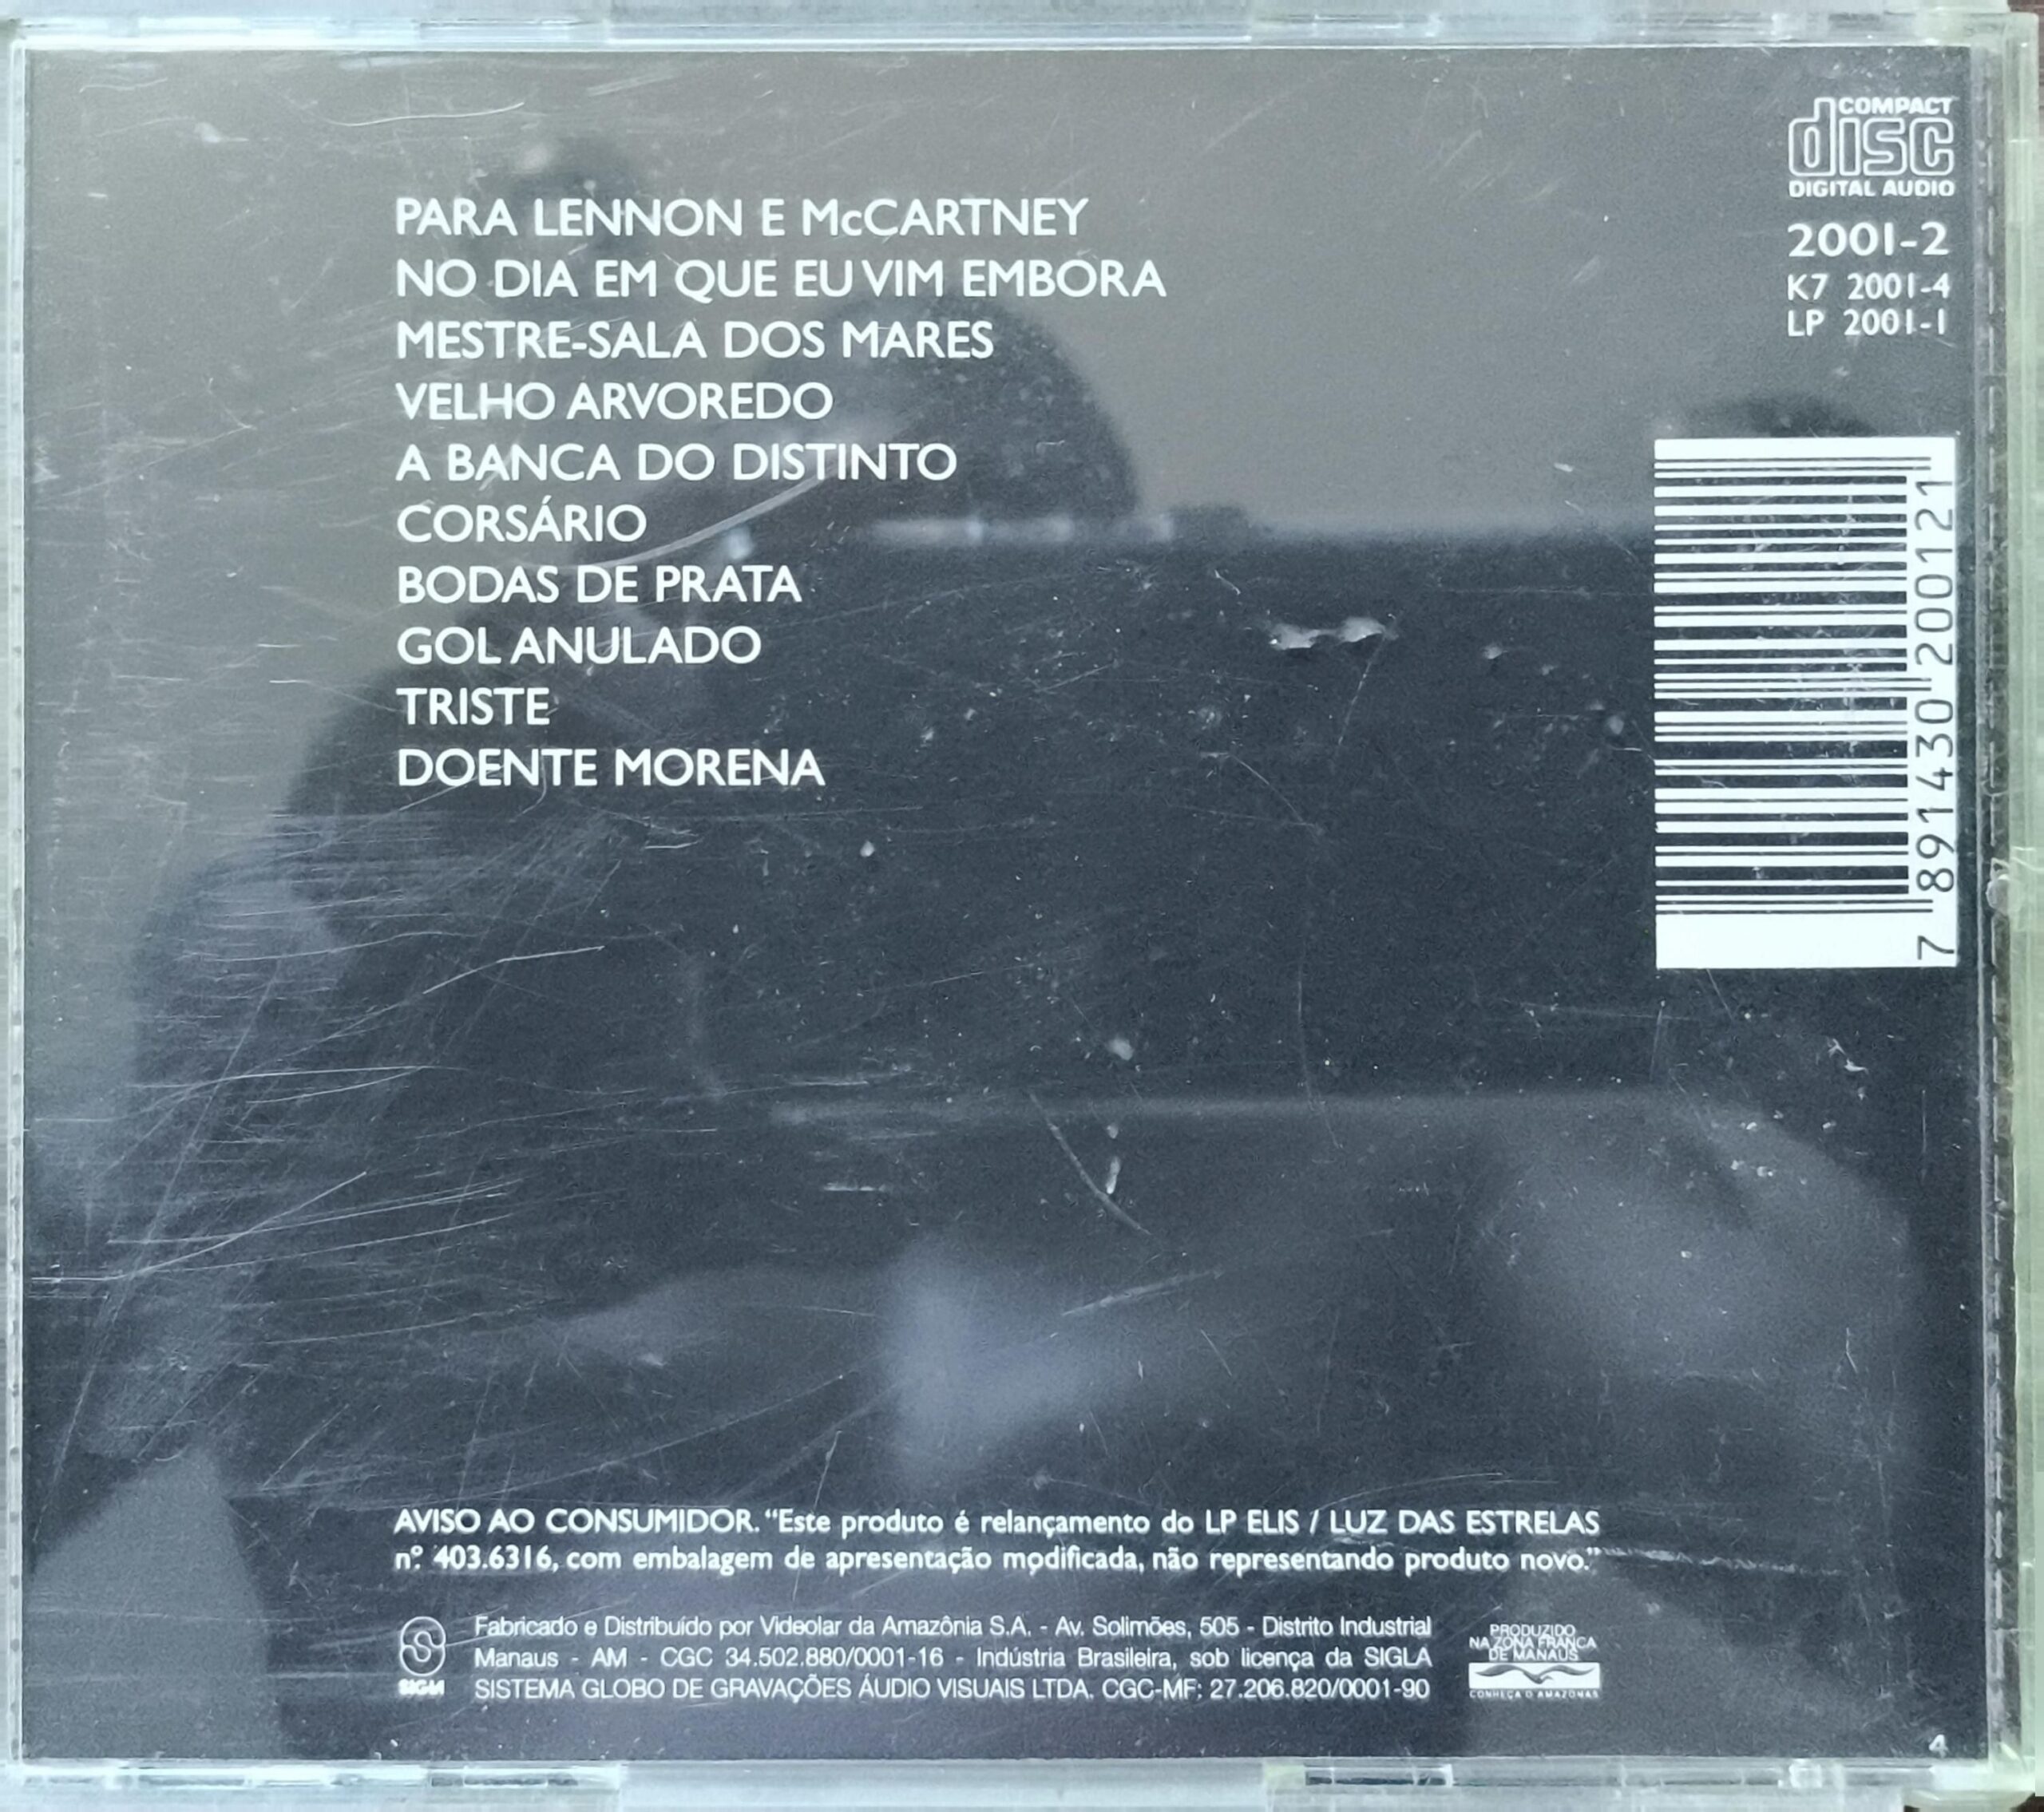 COMPACT
disc
DIGITAL AUDIO
2001-2
K7 2001-4
LP 2001-1
PARA LENNON E McCARTNEY
NO DIA EM QUE EU VIM EMBORA
MESTRE-SALA DOS MARES
VELHO ARVOREDO
A BANCA DO DISTINTO
CORSÁRIO
BODAS DE PRATA
GOL ANULADO
TRISTE
DOENTE MORENA
7 891430 200121
AVISO AO CONSUMIDOR. “Este produto é relançamento do LP ELIS / LUZ DAS ESTRELAS
nº 403.6316, com embalagem de apresentação modificada, não representando produto novo.”
SIGLA
Fabricado e Distribuído por Videolar da Amazônia S.A. - Av. Solimões, 505 - Distrito Industrial
Manaus - AM - CGC 34.502.880/0001-16 - Indústria Brasileira, sob licença da SIGLA
SISTEMA GLOBO DE GRAVAÇÕES ÁUDIO VISUAIS LTDA. CGC-MF: 27.206.820/0001-90
PRODUZIDO
NA ZONA FRANCA
DE MANAUS
CONHEÇA O AMAZONAS
4